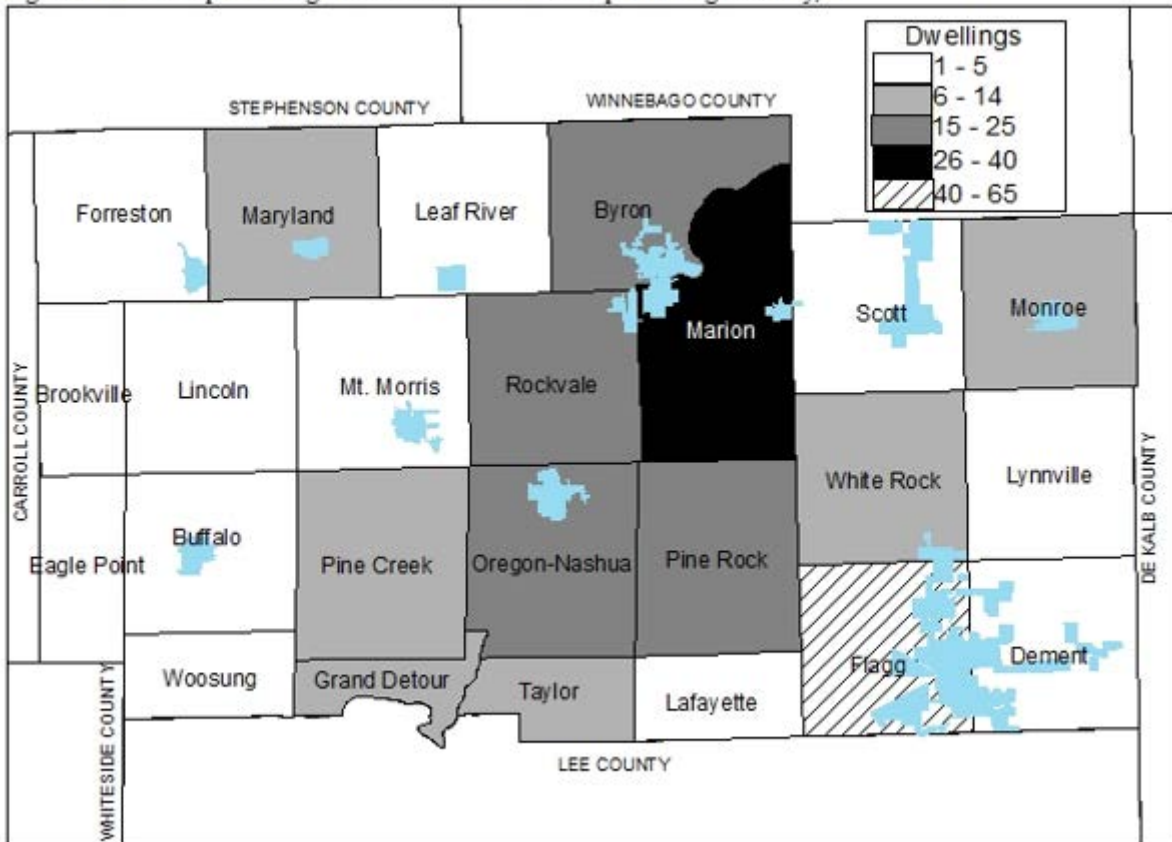 Dwellings
1 - 5
6 - 14
15 - 25
26 - 40
40 - 65
STEPHENSON COUNTY
WINNEBAGO COUNTY
Forreston
Maryland
Leaf River
Byron
Scott
Monroe
Marion
Brookville
Lincoln
Mt. Morris
Rockvale
CARROLL COUNTY
White Rock
Lynnville
DE KALB COUNTY
Eagle Point
Buffalo
Pine Creek
Oregon-Nashua
Pine Rock
Flagg
Dement
Woosung
Grand Detour
Taylor
Lafayette
WHITESIDE COUNTY
LEE COUNTY